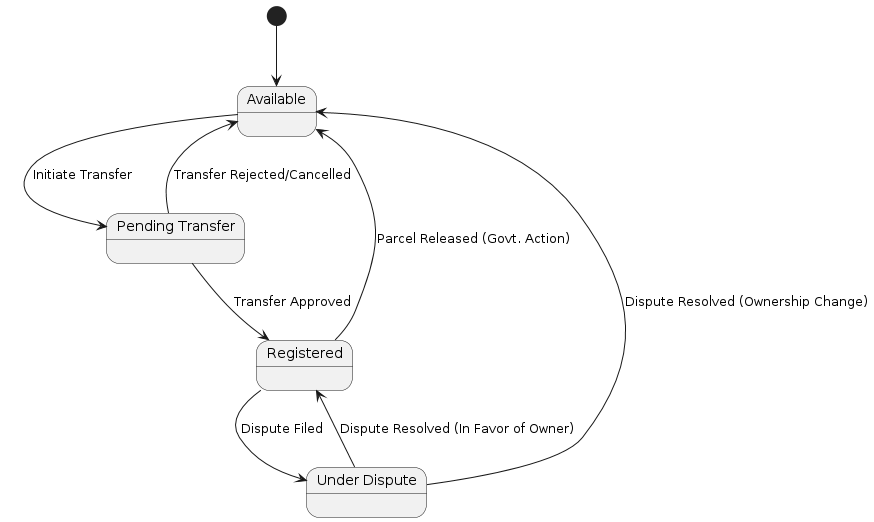 Available
Initiate Transfer
Transfer Rejected/Cancelled
Pending Transfer
Parcel Released (Govt. Action)
Transfer Approved
Dispute Resolved (Ownership Change)
Registered
Dispute Filed
Dispute Resolved (In Favor of Owner)
Under Dispute